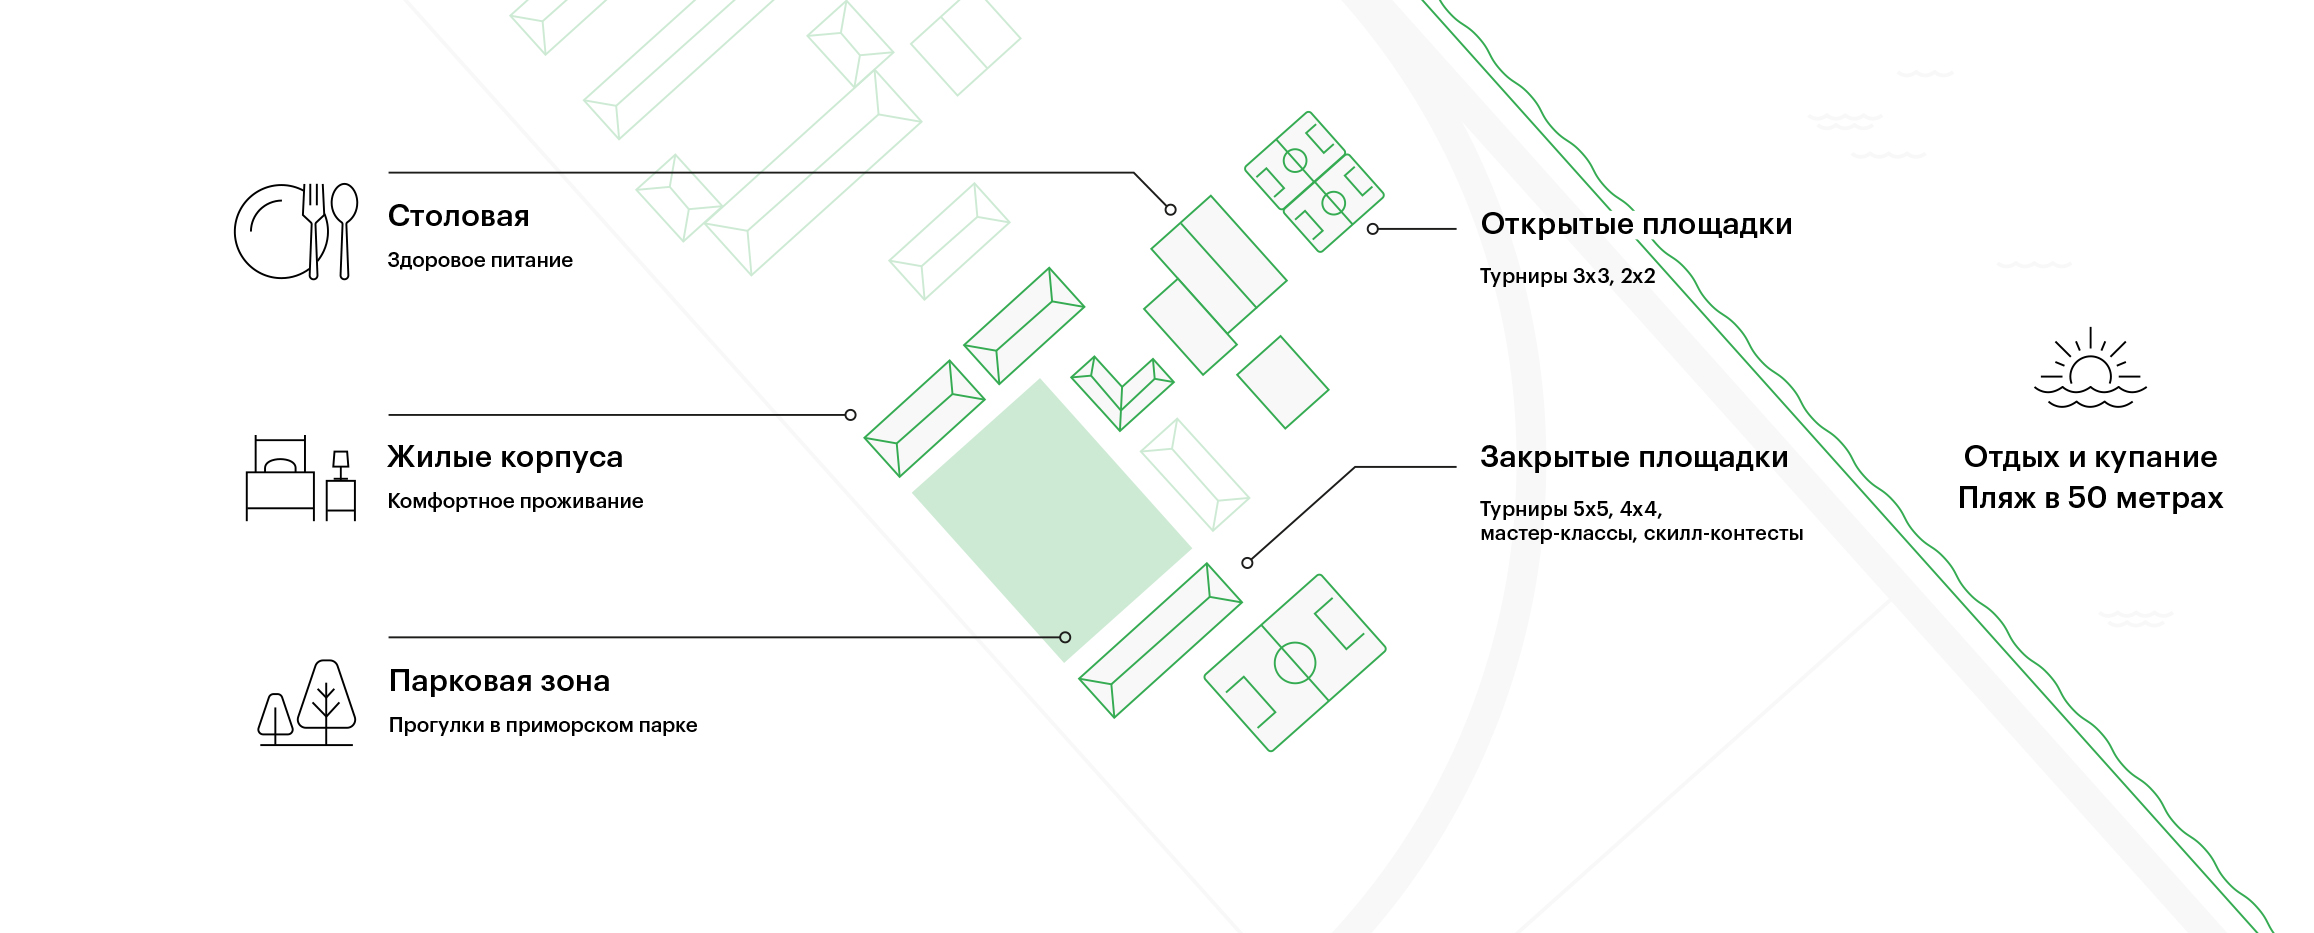 Столовая
Здоровое питание
Жилые корпуса
Комфортное проживание
Парковая зона
Прогулки в приморском парке
Открытые площадки
Турниры 3х3, 2х2
Закрытые площадки
Турниры 5х5, 4х4,
мастер-классы, скилл-контесты
Отдых и купание
Пляж в 50 метрах